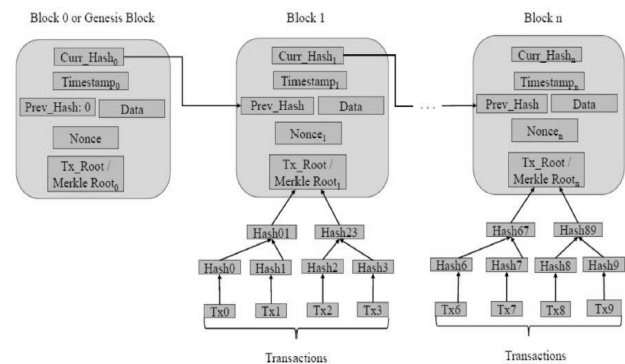 Block 0 or Genesis Block
Curr_Hash₀
Timestamp₀
Prev_Hash: 0
Data
Nonce
Tx_Root /
Merkle Root₀
Block 1
Curr_Hash₁
Timestamp₁
Prev_Hash
Data
Nonce₁
Tx_Root /
Merkle Root₁
Hash01
Hash23
Hash0
Hash1
Hash2
Hash3
Tx0
Tx1
Tx2
Tx3
Transactions
...
Block n
Curr_Hashₙ
Timestampₙ
Prev_Hash
Data
Nonceₙ
Tx_Root /
Merkle Rootₙ
Hash67
Hash89
Hash6
Hash7
Hash8
Hash9
Tx6
Tx7
Tx8
Tx9
Transactions